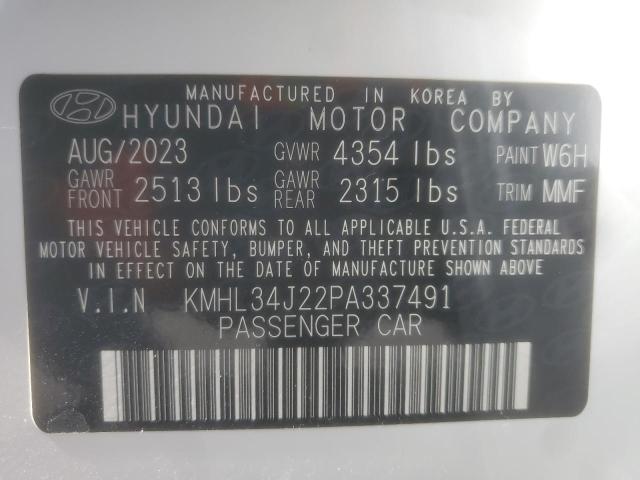 MANUFACTURED IN KOREA BY
HYUNDAI MOTOR COMPANY
AUG/2023 GVWR 4354 lbs PAINT W6H
GAWR FRONT 2513 lbs GAWR REAR 2315 lbs TRIM MMF
THIS VEHICLE CONFORMS TO ALL APPLICABLE U.S.A. FEDERAL
MOTOR VEHICLE SAFETY, BUMPER, AND THEFT PREVENTION STANDARDS
IN EFFECT ON THE DATE OF MANUFACTURE SHOWN ABOVE
V.I.N KMHL34J22PA337491
PASSENGER CAR